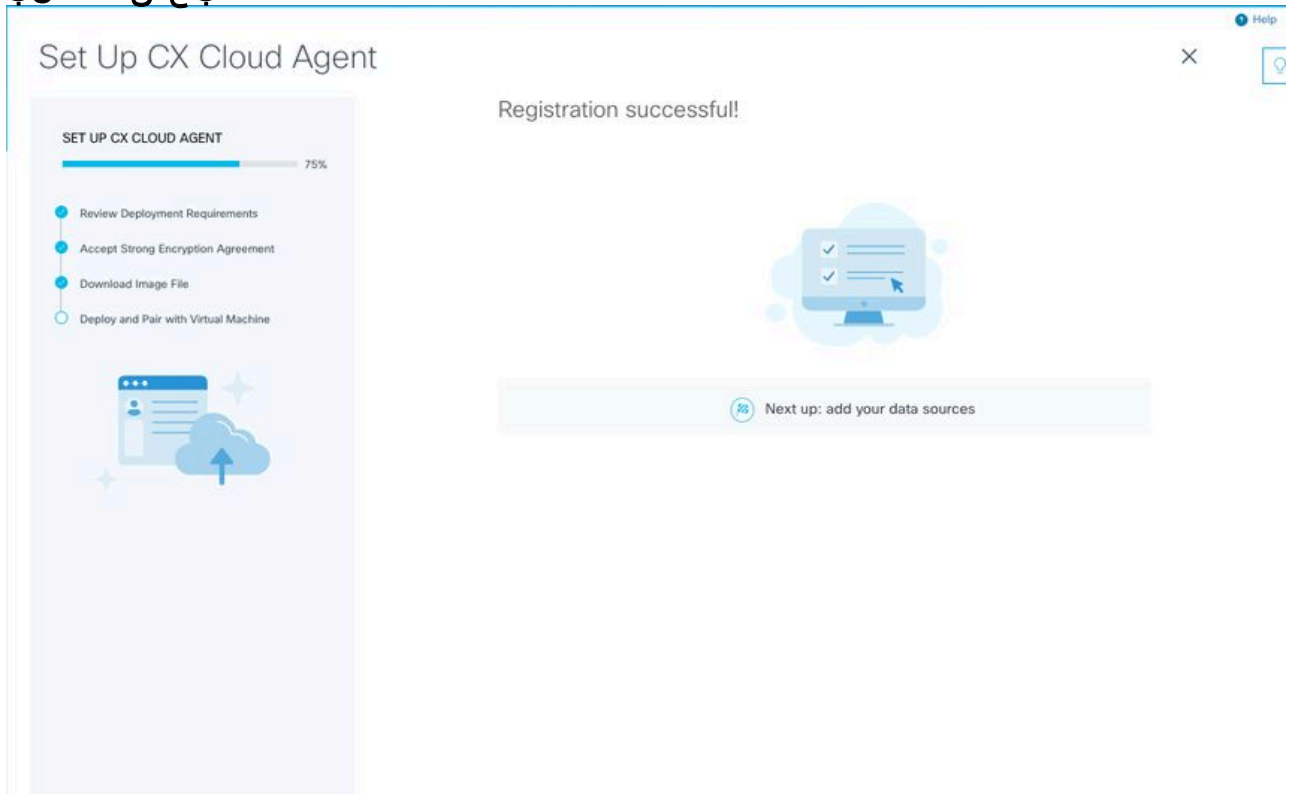 Help
Set Up CX Cloud Agent
Registration successful!
SET UP CX CLOUD AGENT
75%
Review Deployment Requirements
Accept Strong Encryption Agreement
Download Image File
Deploy and Pair with Virtual Machine
Next up: add your data sources